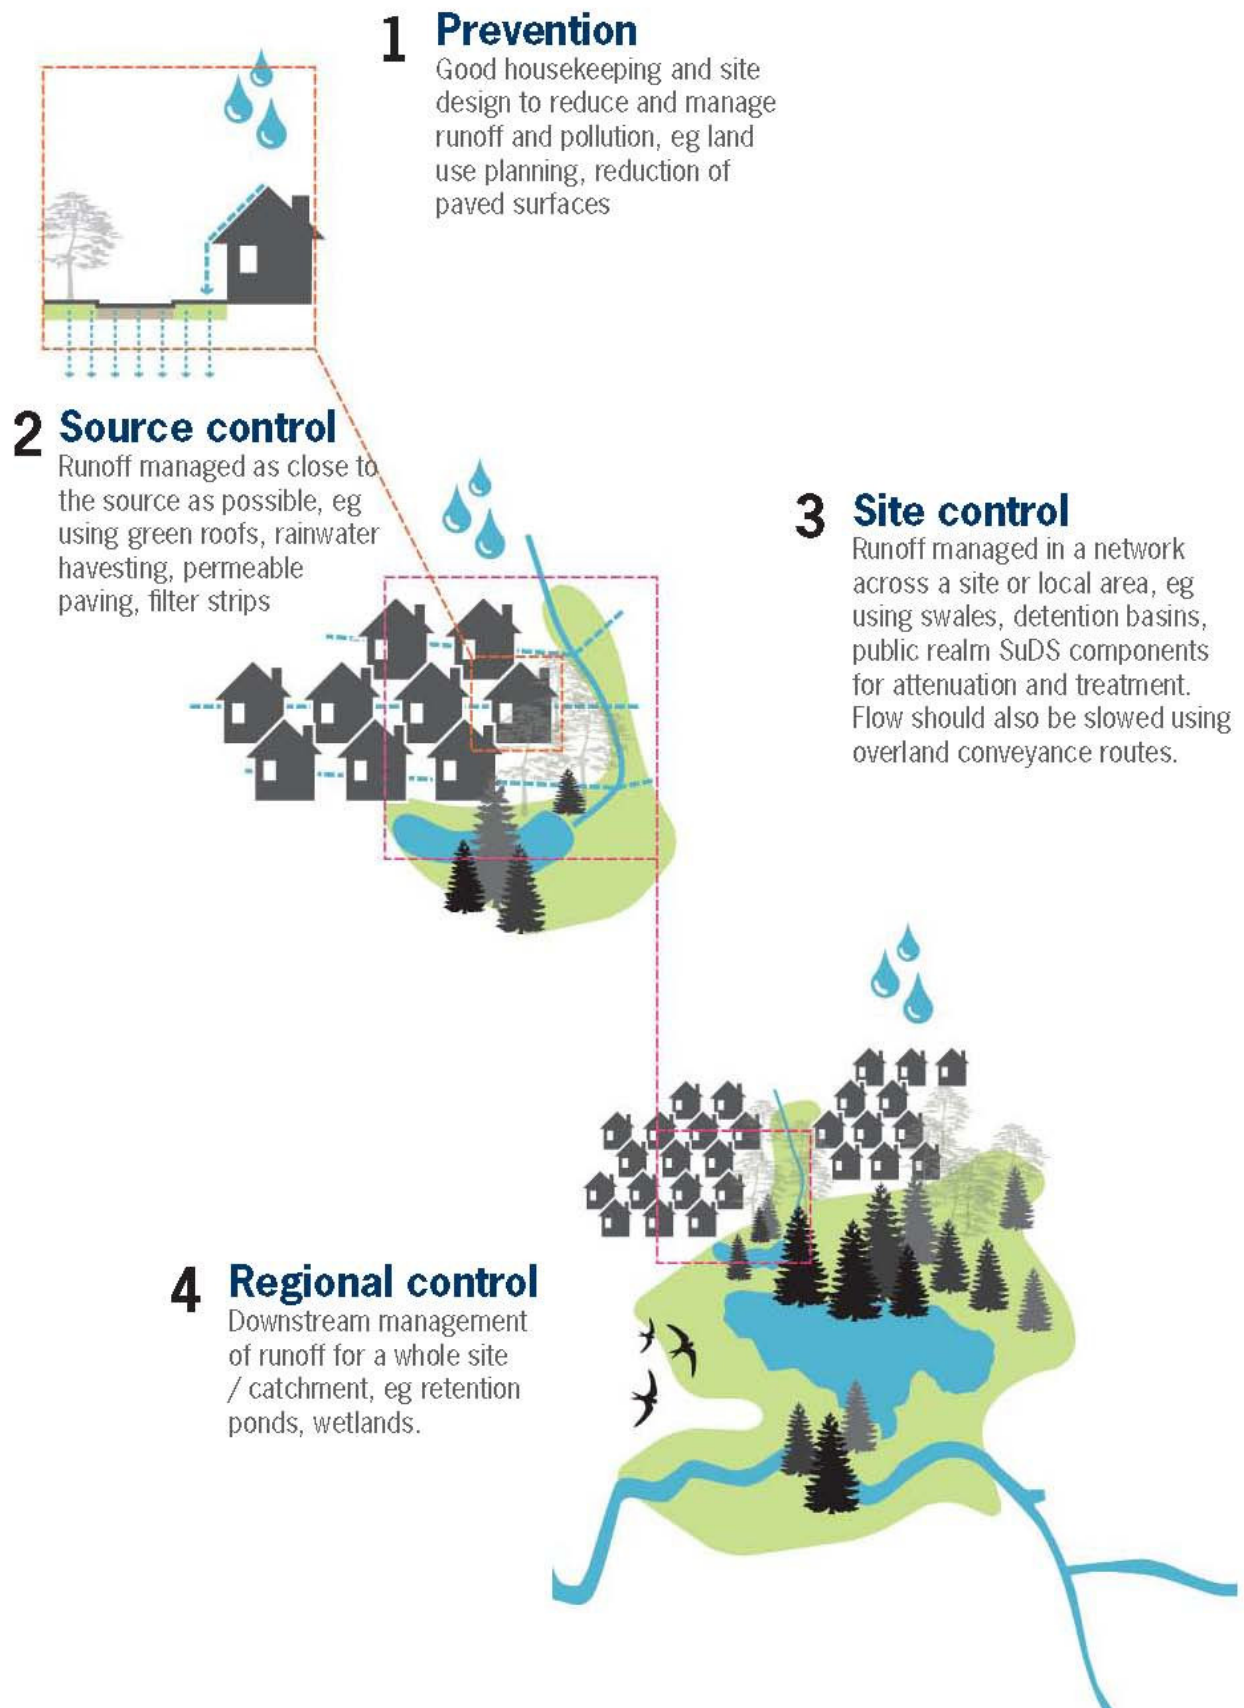 1 Prevention
Good housekeeping and site
design to reduce and manage
runoff and pollution, eg land
use planning, reduction of
paved surfaces
2 Source control
Runoff managed as close to
the source as possible, eg
using green roofs, rainwater
havesting, permeable
paving, filter strips
3 Site control
Runoff managed in a network
across a site or local area, eg
using swales, detention basins,
public realm SuDS components
for attenuation and treatment.
Flow should also be slowed using
overland conveyance routes.
4 Regional control
Downstream management
of runoff for a whole site
/ catchment, eg retention
ponds, wetlands.